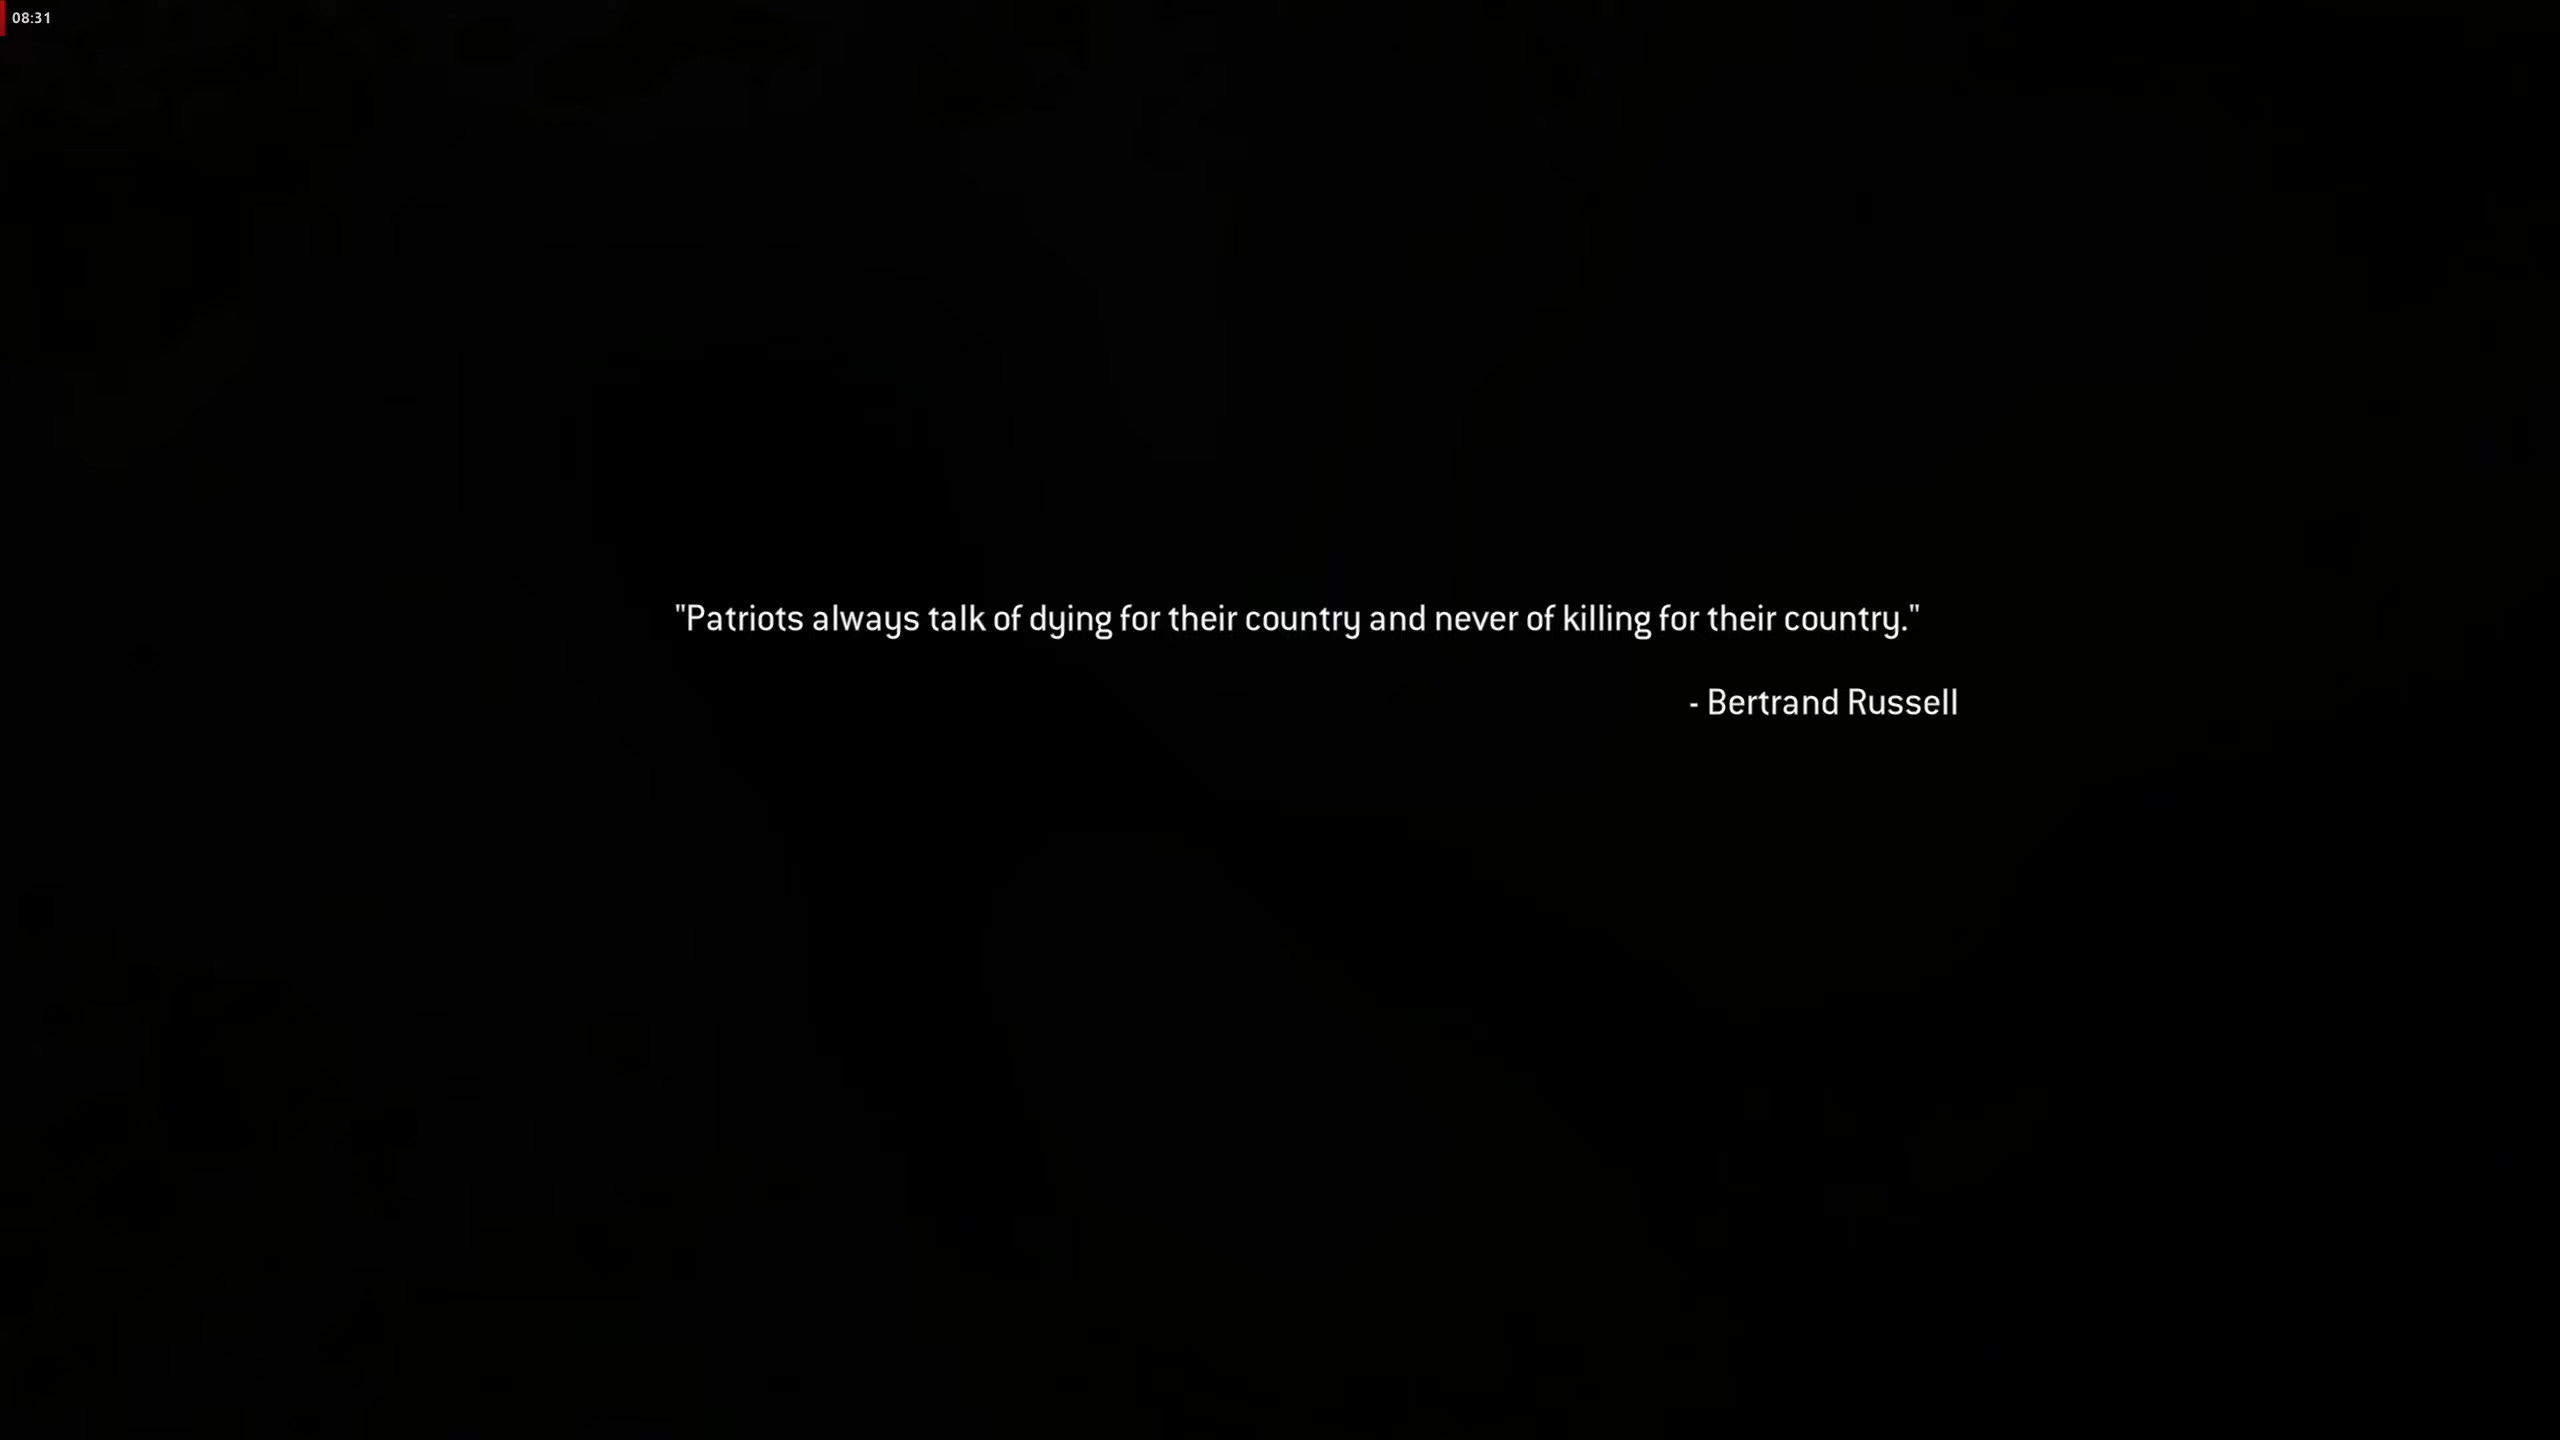 08:31
"Patriots always talk of dying for their country and never of killing for their country."
- Bertrand Russell